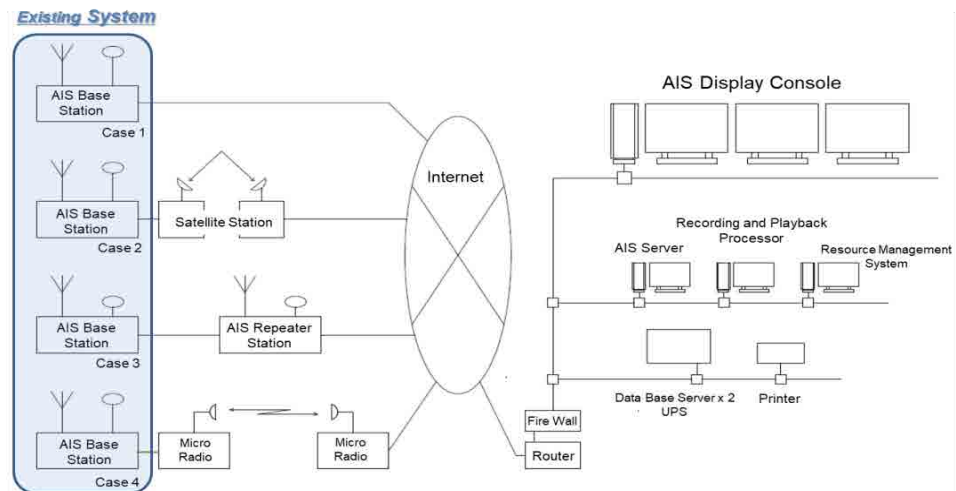 Existing System
AIS Base
Station
Case 1
AIS Base
Station
Case 2
Satellite Station
AIS Base
Station
Case 3
AIS Repeater
Station
AIS Base
Station
Case 4
Micro
Radio
Micro
Radio
Internet
AIS Display Console
AIS Server
Recording and Playback
Processor
Resource Management
System
Data Base Server x 2
UPS
Printer
Fire Wall
Router